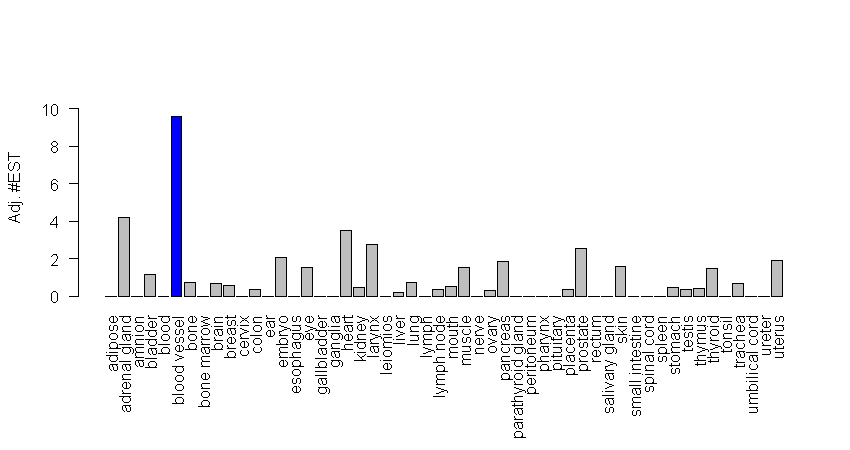 Adj. #EST
10
8
6
4
2
0
adipose
adrenal gland
amnion
bladder
blood
blood vessel
bone
bone marrow
brain
breast
cervix
colon
ear
embryo
esophagus
eye
gallbladder
ganglia
heart
kidney
larynx
leiomios
liver
lung
lymph
lymph node
mouth
muscle
nerve
ovary
pancreas
parathyroid gland
peritoneum
pharynx
pituitary
placenta
prostate
rectum
salivary gland
skin
small intestine
spinal cord
spleen
stomach
testis
thymus
thyroid
tonsil
trachea
umbilical cord
ureter
uterus